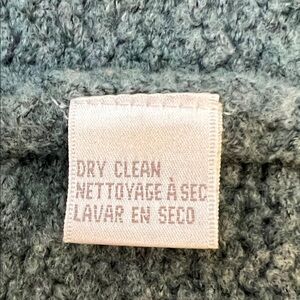 DRY CLEAN
NETTOYAGE À SEC
LAVAR EN SECO